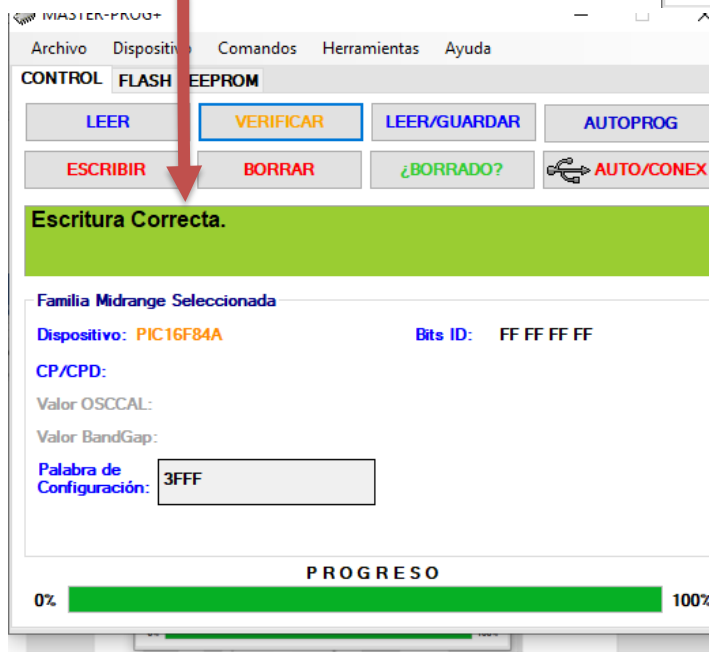 MASTER-PROG+
Archivo Dispositivo Comandos Herramientas Ayuda
CONTROL FLASH EEPROM
LEER VERIFICAR LEER/GUARDAR AUTOPROG
ESCRIBIR BORRAR ¿BORRADO? AUTO/CONEX
Escritura Correcta.
Familia Midrange Seleccionada
Dispositivo: PIC16F84A Bits ID: FF FF FF FF
CP/CPD:
Valor OSCCAL:
Valor BandGap:
Palabra de
Configuración: 3FFF
PROGRESO
0% 100%